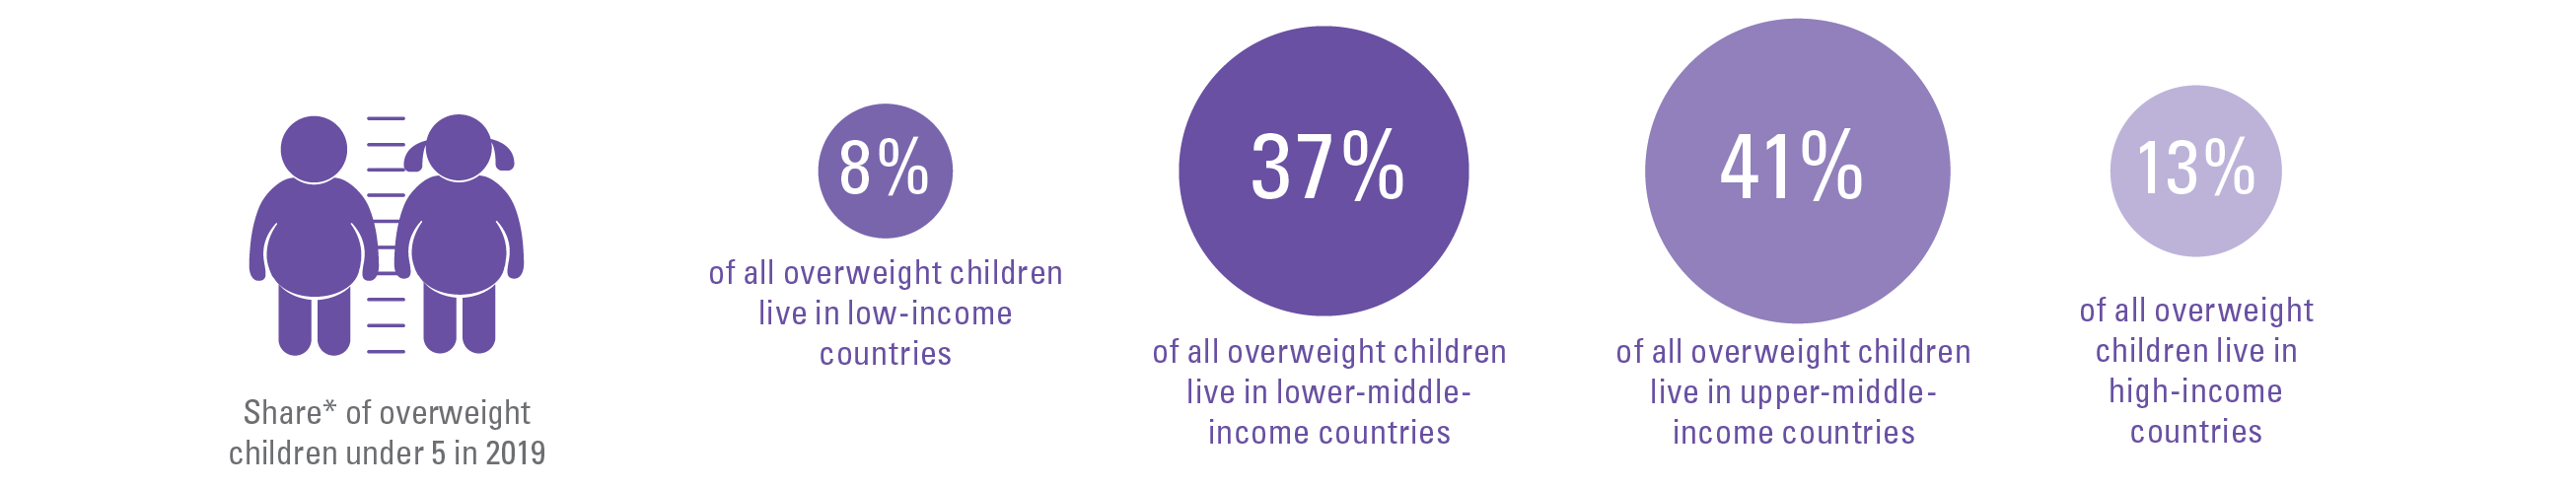 Share* of overweight
children under 5 in 2019
8%
of all overweight children
live in low-income
countries
37%
of all overweight children
live in lower-middle-
income countries
41%
of all overweight children
live in upper-middle-
income countries
13%
of all overweight
children live in
high-income
countries